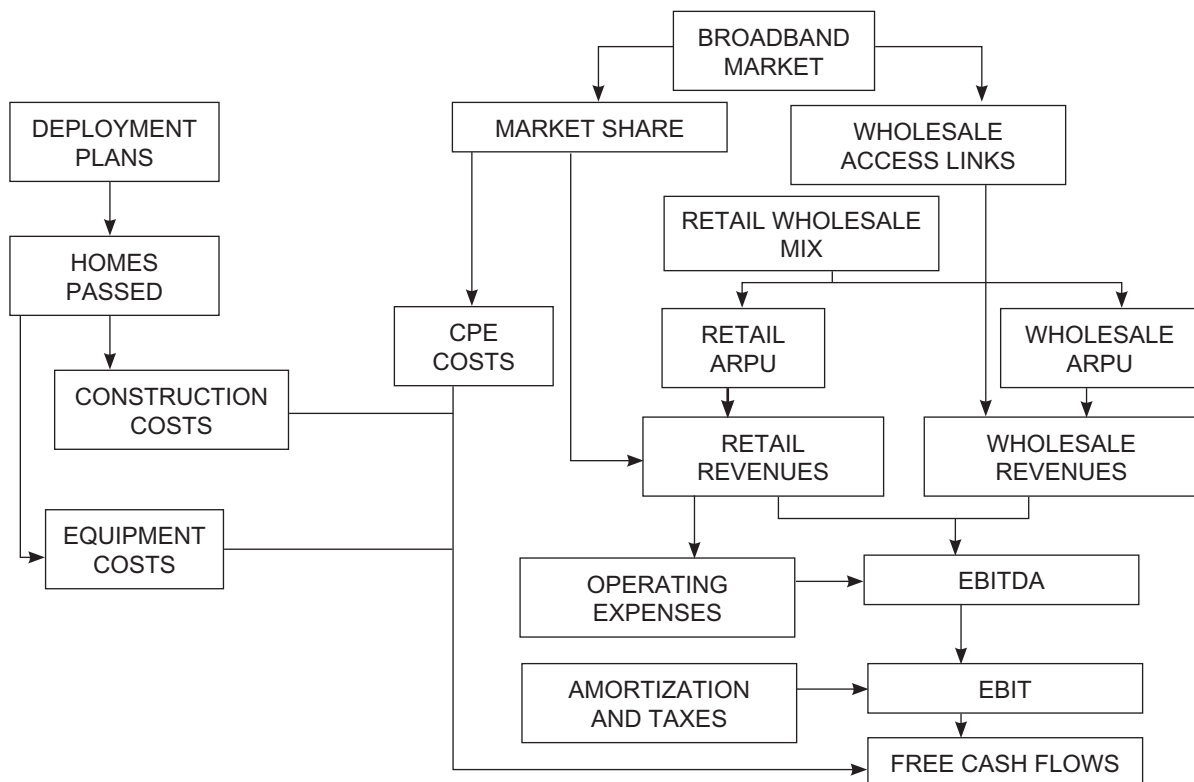 BROADBAND
MARKET
DEPLOYMENT
PLANS
MARKET SHARE
WHOLESALE
ACCESS LINKS
RETAIL WHOLESALE
MIX
HOMES
PASSED
CPE
COSTS
RETAIL
ARPU
WHOLESALE
ARPU
CONSTRUCTION
COSTS
RETAIL
REVENUES
WHOLESALE
REVENUES
EQUIPMENT
COSTS
OPERATING
EXPENSES
EBITDA
AMORTIZATION
AND TAXES
EBIT
FREE CASH FLOWS